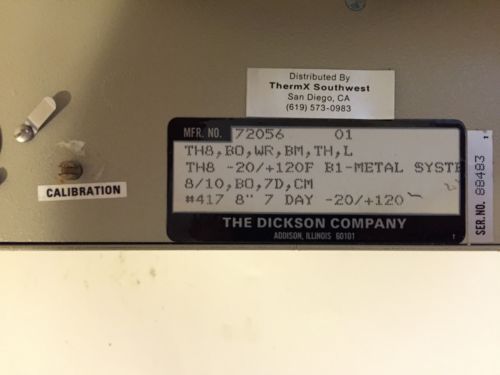 Distributed By
ThermX Southwest
San Diego, CA
(619) 573-0983
MFR. NO. 72056 01
TH8,BO,WR,BM,TH,L
TH8 -20/+120F B1-METAL SYSTE
8/10,BO,7D,CM
#417 8" 7 DAY -20/+120
THE DICKSON COMPANY
ADDISON, ILLINOIS 60101
SER.NO. 88483
CALIBRATION